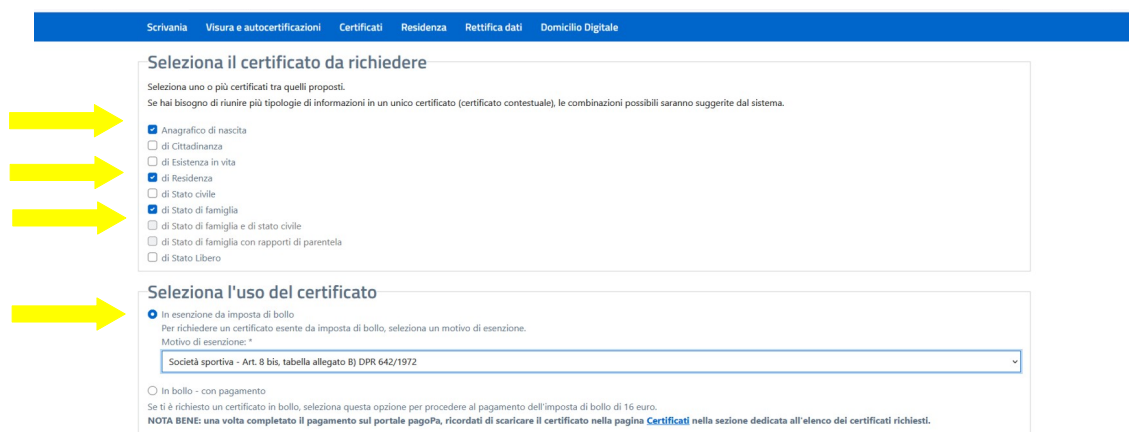 Scrivania Visura e autocertificazioni Certificati Residenza Rettifica dati Domicilio Digitale
Seleziona il certificato da richiedere
Seleziona uno o più certificati tra quelli proposti.
Se hai bisogno di riunire più tipologie di informazioni in un unico certificato (certificato contestuale), le combinazioni possibili saranno suggerite dal sistema.
Anagrafico di nascita
di Cittadinanza
di Esistenza in vita
di Residenza
di Stato civile
di Stato di famiglia
di Stato di famiglia e di stato civile
di Stato di famiglia con rapporti di parentela
di Stato Libero
Seleziona l'uso del certificato
In esenzione da imposta di bollo
Per richiedere un certificato esente da imposta di bollo, seleziona un motivo di esenzione.
Motivo di esenzione: *
Società sportiva - Art. 8 bis, tabella allegato B) DPR 642/1972
In bollo - con pagamento
Se ti è richiesto un certificato in bollo, seleziona questa opzione per procedere al pagamento dell'imposta di bollo di 16 euro.
NOTA BENE: una volta completato il pagamento sul portale pagoPa, ricordati di scaricare il certificato nella pagina Certificati nella sezione dedicata all'elenco dei certificati richiesti.